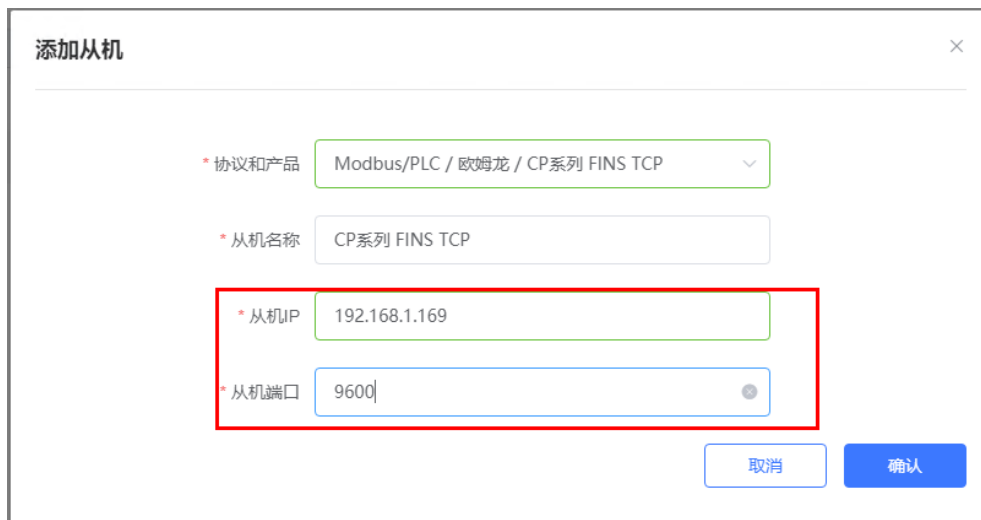 添加从机
* 协议和产品 Modbus/PLC / 欧姆龙 / CP系列 FINS TCP
* 从机名称 CP系列 FINS TCP
* 从机IP 192.168.1.169
* 从机端口 9600
取消 确认